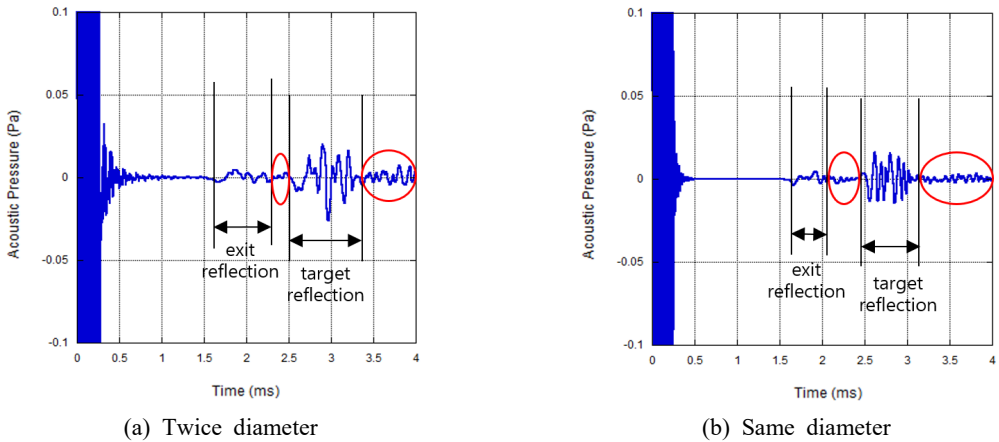 0.1
0.05
0
-0.05
-0.1
Acoustic Pressure (Pa)
exit
reflection
target
reflection
0 0.5 1 1.5 2 2.5 3 3.5 4
Time (ms)
(a) Twice diameter
0.1
0.05
0
-0.05
-0.1
Acoustic Pressure (Pa)
exit
reflection
target
reflection
0 0.5 1 1.5 2 2.5 3 3.5 4
Time (ms)
(b) Same diameter